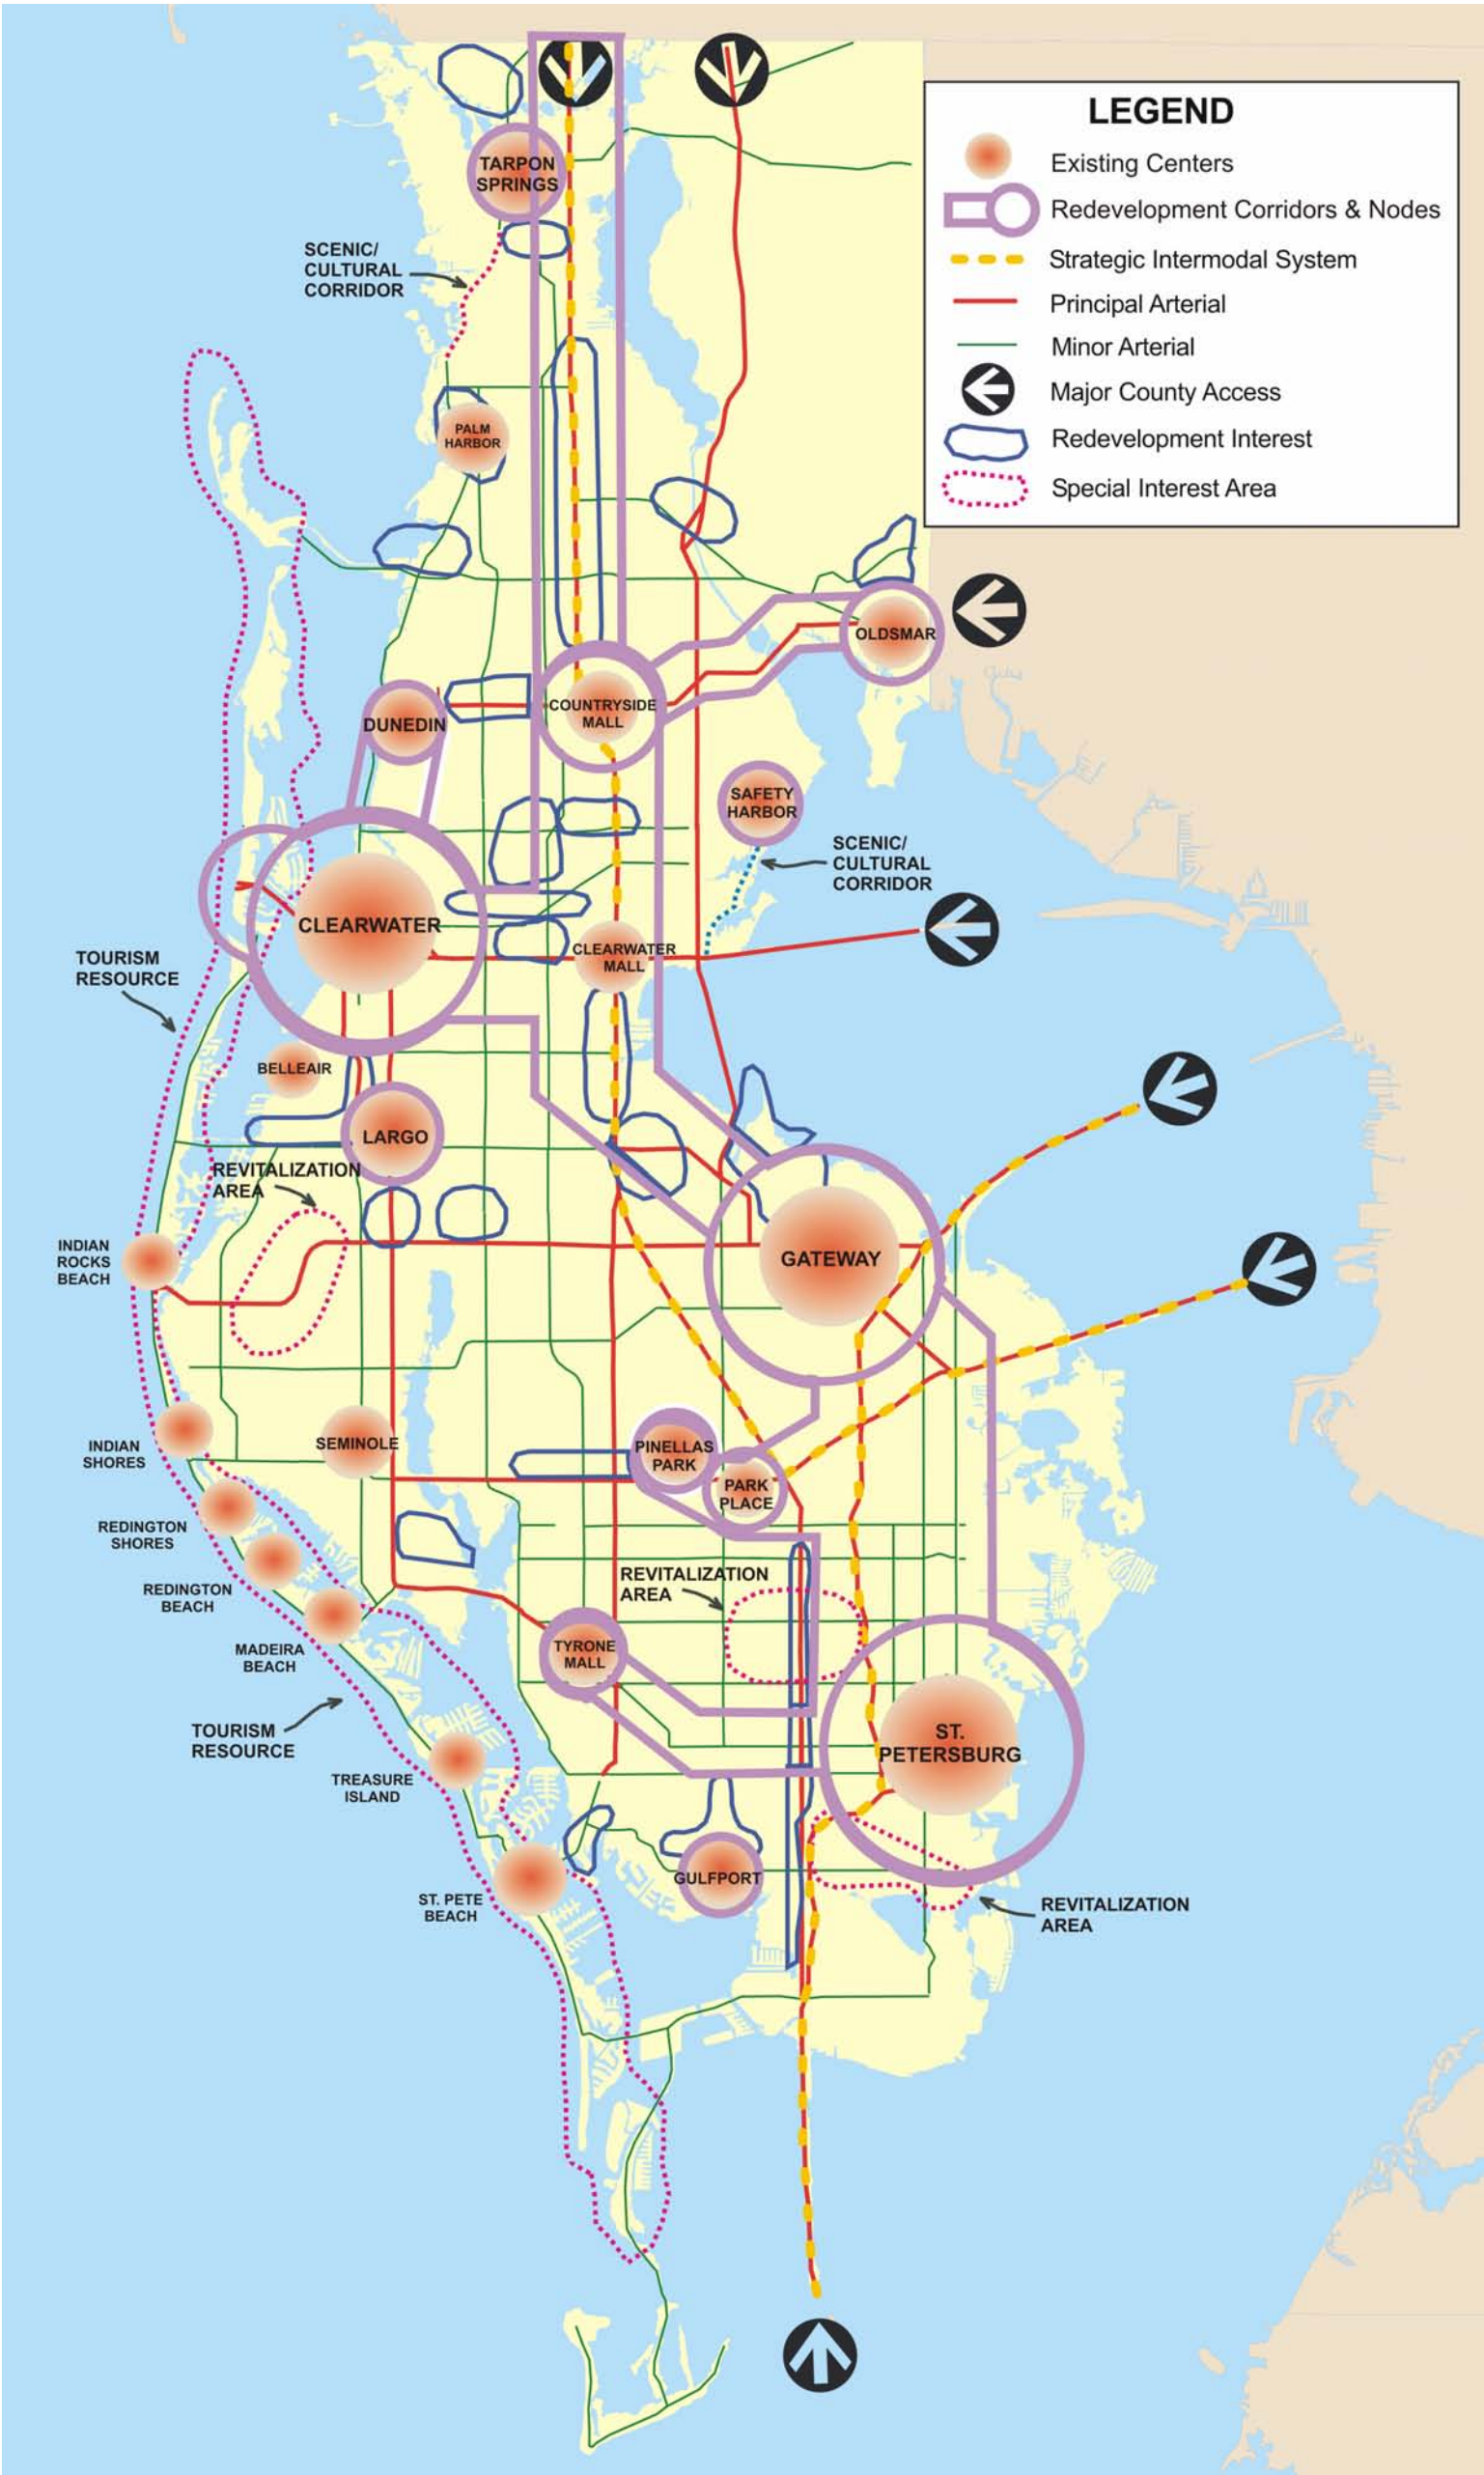 LEGEND
Existing Centers
Redevelopment Corridors & Nodes
Strategic Intermodal System
Principal Arterial
Minor Arterial
Major County Access
Redevelopment Interest
Special Interest Area
TARPON
SPRINGS
SCENIC/
CULTURAL
CORRIDOR
PALM
HARBOR
OLDSMAR
COUNTRYSIDE
MALL
DUNEDIN
SAFETY
HARBOR
SCENIC/
CULTURAL
CORRIDOR
CLEARWATER
CLEARWATER
MALL
TOURISM
RESOURCE
BELLEAIR
LARGO
REVITALIZATION
AREA
INDIAN
ROCKS
BEACH
GATEWAY
INDIAN
SHORES
SEMINOLE
PINELLAS
PARK
PARK
PLACE
REDINGTON
SHORES
REDINGTON
BEACH
REVITALIZATION
AREA
MADEIRA
BEACH
TYRONE
MALL
TOURISM
RESOURCE
ST.
PETERSBURG
TREASURE
ISLAND
GULFPORT
ST. PETE
BEACH
REVITALIZATION
AREA